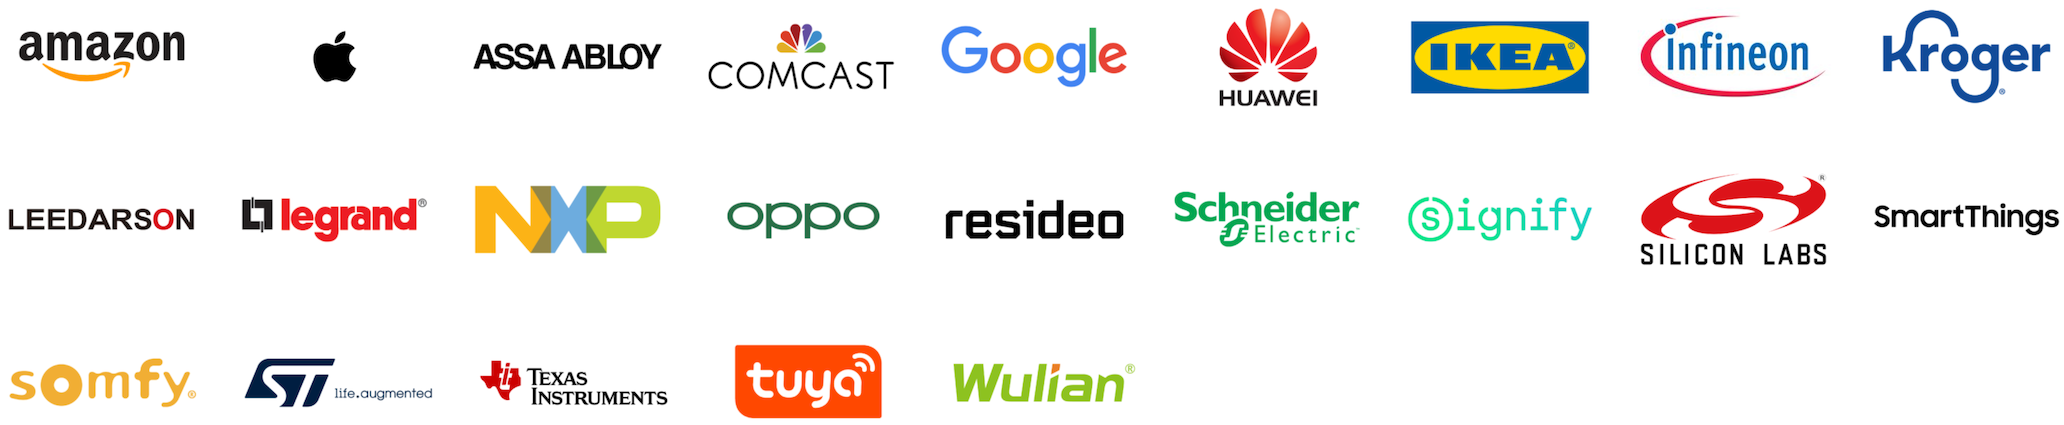 amazon
ASSA ABLOY
COMCAST
Google
HUAWEI
IKEA®
infineon
Kroger®
LEEDARSON
legrand®
NXP
oppo
resideo
Schneider
Electric™
signify
SILICON LABS®
SmartThings
somfy®
ST life.augmented
TEXAS
INSTRUMENTS
tuya
Wulian®